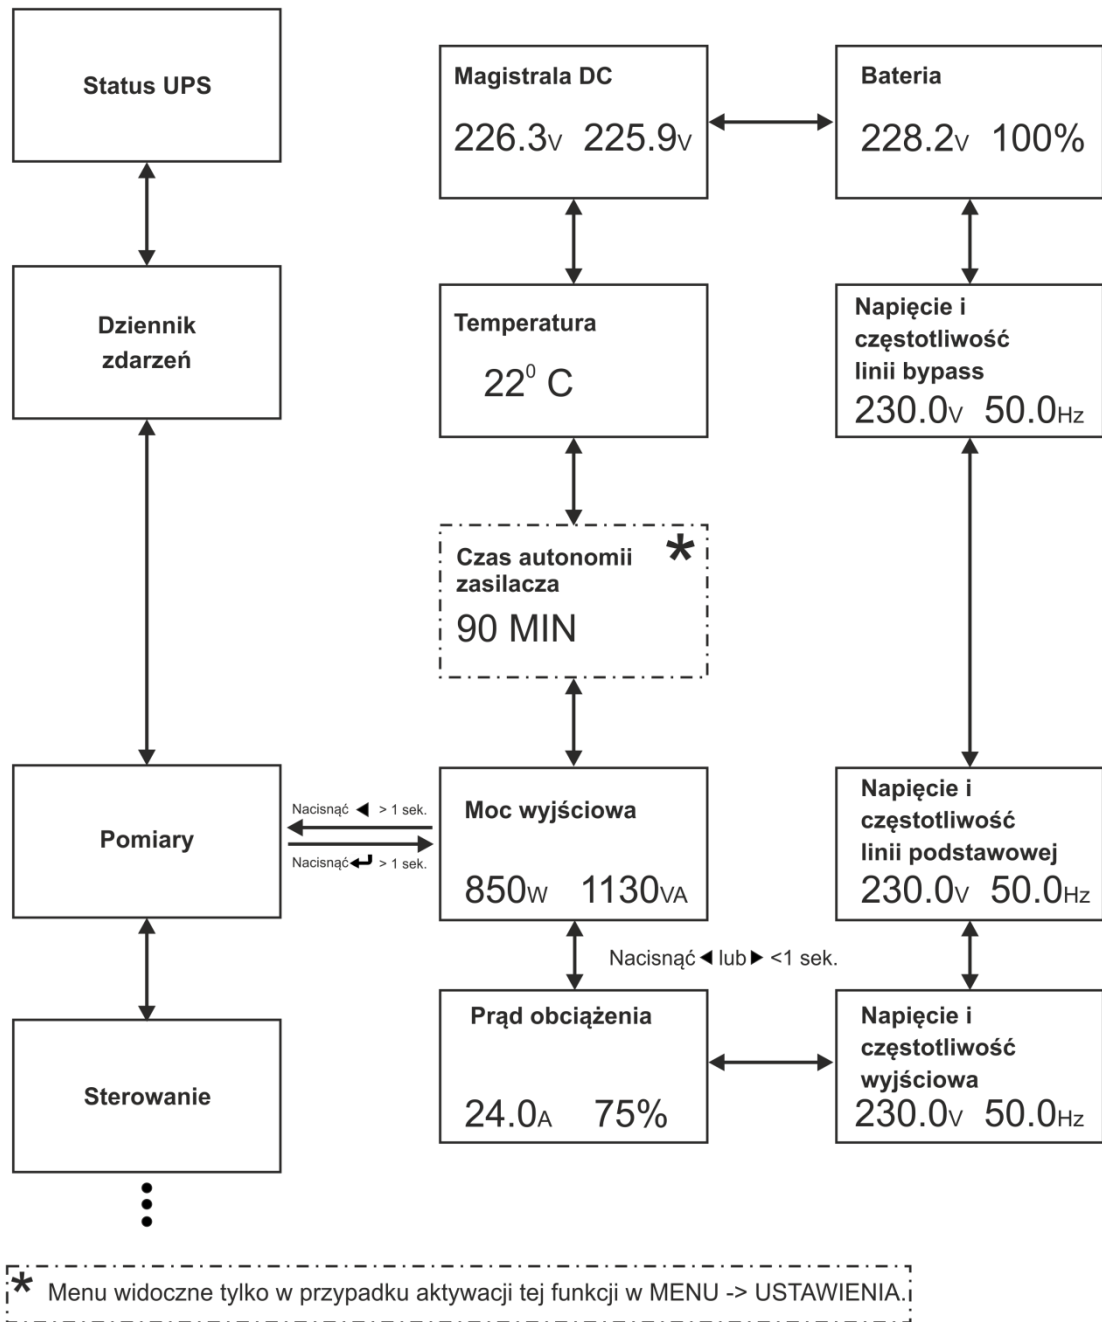 Status UPS
Dziennik
zdarzeń
Pomiary
Sterowanie
Magistrala DC
226.3V 225.9V
Bateria
228.2V 100%
Temperatura
22⁰ C
Napięcie i
częstotliwość
linii bypass
230.0V 50.0Hz
Czas autonomii *
zasilacza
90 MIN
Nacisnąć ◀ > 1 sek.
Nacisnąć ↵ > 1 sek.
Moc wyjściowa
850W 1130VA
Napięcie i
częstotliwość
linii podstawowej
230.0V 50.0Hz
Nacisnąć ◀ lub ▶ <1 sek.
Prąd obciążenia
24.0A 75%
Napięcie i
częstotliwość
wyjściowa
230.0V 50.0Hz
* Menu widoczne tylko w przypadku aktywacji tej funkcji w MENU -> USTAWIENIA.